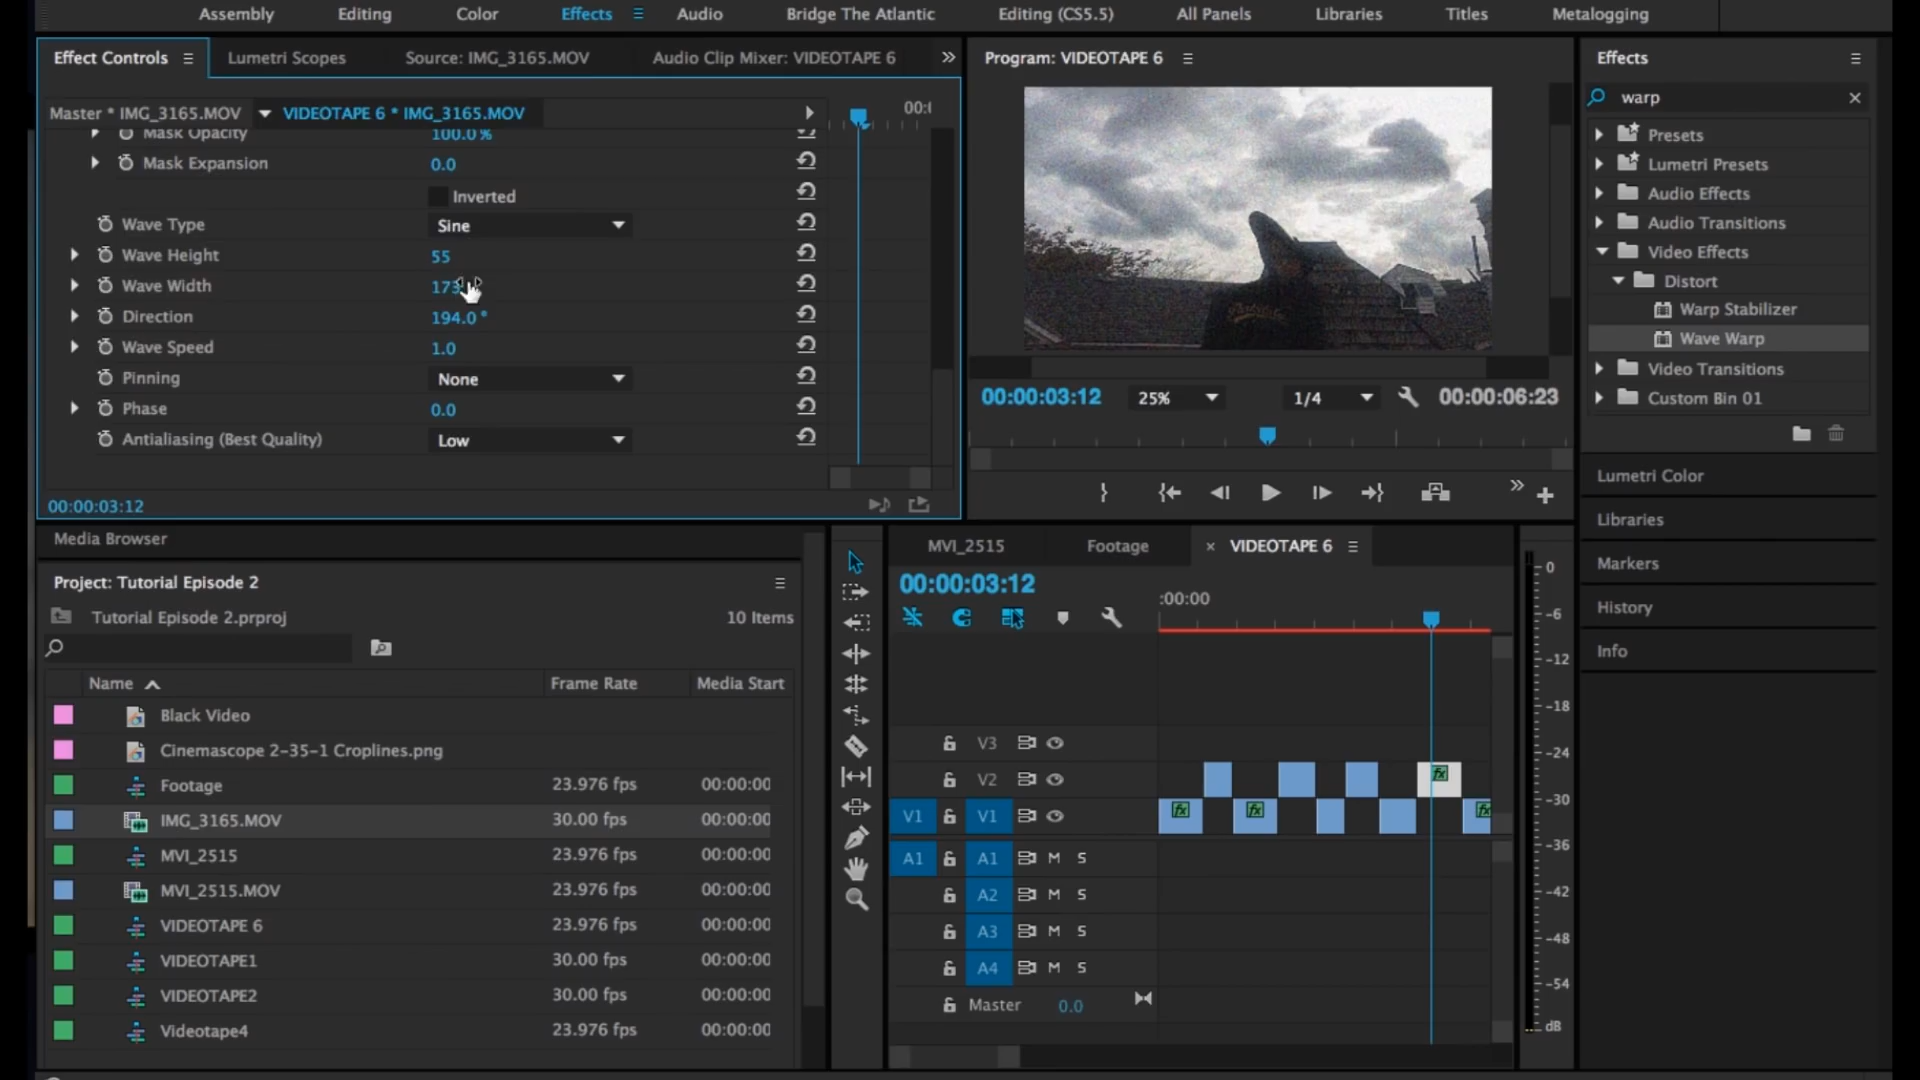 Assembly Editing Color Effects Audio Bridge The Atlantic Editing (CS5.5) All Panels Libraries Titles Metalogging
Effect Controls Lumetri Scopes Source: IMG_3165.MOV Audio Clip Mixer: VIDEOTAPE 6
Master * IMG_3165.MOV VIDEOTAPE 6 * IMG_3165.MOV
Mask Opacity 100.0 %
Mask Expansion 0.0
Inverted
Wave Type Sine
Wave Height 55
Wave Width 173
Direction 194.0 °
Wave Speed 1.0
Pinning None
Phase 0.0
Antialiasing (Best Quality) Low
00:00:03:12
Program: VIDEOTAPE 6
00:00:03:12 25% 1/4 00:00:06:23
Effects
warp
Presets
Lumetri Presets
Audio Effects
Audio Transitions
Video Effects
Distort
Warp Stabilizer
Wave Warp
Video Transitions
Custom Bin 01
Lumetri Color
Libraries
Markers
History
Info
Media Browser
Project: Tutorial Episode 2
Tutorial Episode 2.prproj 10 Items
Name Frame Rate Media Start
Black Video
Cinemascope 2-35-1 Croplines.png
Footage 23.976 fps 00:00:00
IMG_3165.MOV 30.00 fps 00:00:00
MVI_2515 23.976 fps 00:00:00
MVI_2515.MOV 23.976 fps 00:00:00
VIDEOTAPE 6 23.976 fps 00:00:00
VIDEOTAPE1 30.00 fps 00:00:00
VIDEOTAPE2 30.00 fps 00:00:00
Videotape4 23.976 fps 00:00:00
MVI_2515 Footage × VIDEOTAPE 6
00:00:03:12
:00:00
V3
V2 fx
V1 V1 fx fx fx
A1 A1 M S
A2 M S
A3 M S
A4 M S
Master 0.0
0
-6
-12
-18
-24
-30
-36
-42
-48
-54
dB